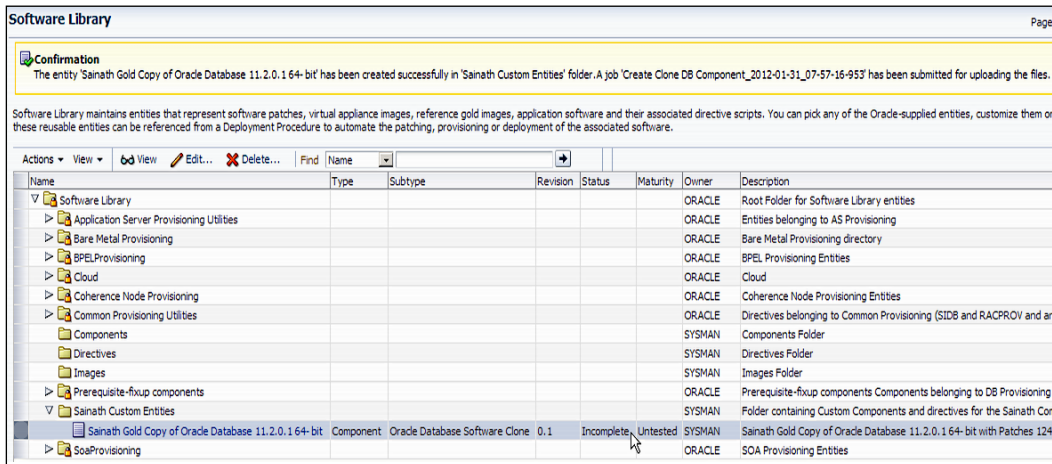 Software Library
Page
Confirmation
The entity 'Sainath Gold Copy of Oracle Database 11.2.0.1 64- bit' has been created successfully in 'Sainath Custom Entities' folder.A job 'Create Clone DB Component_2012-01-31_07-57-16-953' has been submitted for uploading the files.
Software Library maintains entities that represent software patches, virtual appliance images, reference gold images, application software and their associated directive scripts. You can pick any of the Oracle-supplied entities, customize them or
these reusable entities can be referenced from a Deployment Procedure to automate the patching, provisioning or deployment of the associated software.
Actions View View Edit... Delete... Find Name
Name Type Subtype Revision Status Maturity Owner Description
Software Library ORACLE Root Folder for Software Library entities
Application Server Provisioning Utilities ORACLE Entities belonging to AS Provisioning
Bare Metal Provisioning ORACLE Bare Metal Provisioning directory
BPELProvisioning ORACLE BPEL Provisioning Entities
Cloud ORACLE Cloud
Coherence Node Provisioning ORACLE Coherence Node Provisioning Entities
Common Provisioning Utilities ORACLE Directives belonging to Common Provisioning (SIDB and RACPROV and ar
Components SYSMAN Components Folder
Directives SYSMAN Directives Folder
Images SYSMAN Images Folder
Prerequisite-fixup components ORACLE Prerequisite-fixup components Components belonging to DB Provisioning
Sainath Custom Entities SYSMAN Folder containing Custom Components and directives for the Sainath Cor
Sainath Gold Copy of Oracle Database 11.2.0.1 64- bit Component Oracle Database Software Clone 0.1 Incomplete Untested SYSMAN Sainath Gold Copy of Oracle Database 11.2.0.1 64- bit with Patches 124
SoaProvisioning ORACLE SOA Provisioning Entities